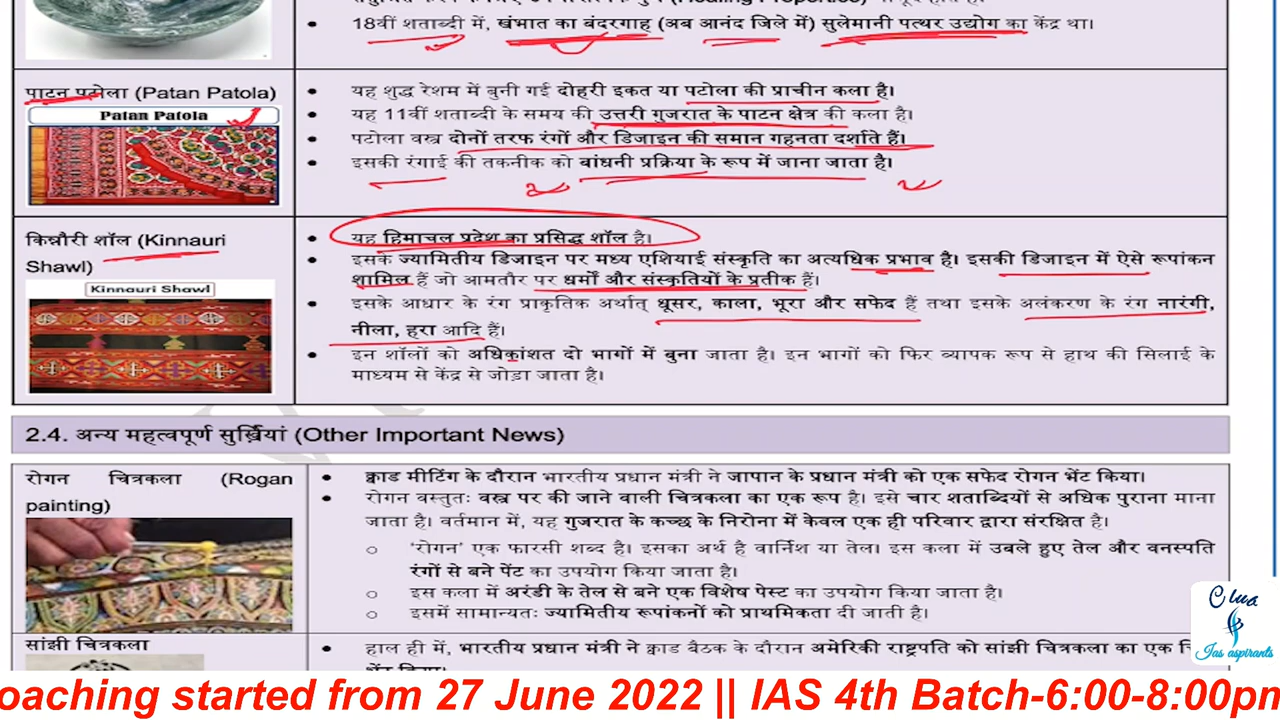 18वीं शताब्दी में, खंभात का बंदरगाह (अब आनंद जिले में) सुलेमानी पत्थर उद्योग का केंद्र था।
पाटन पटोला (Patan Patola)
Patan Patola
यह शुद्ध रेशम में बुनी गई दोहरी इकत या पटोला की प्राचीन कला है।
यह 11वीं शताब्दी के समय की उत्तरी गुजरात के पाटन क्षेत्र की कला है।
पटोला वस्त्र दोनों तरफ रंगों और डिजाइन की समान गहनता दर्शाते हैं।
इसकी रंगाई की तकनीक को बांधनी प्रक्रिया के रूप में जाना जाता है।
किन्नौरी शॉल (Kinnauri
Shawl)
Kinnauri Shawl
यह हिमाचल प्रदेश का प्रसिद्ध शॉल है।
इसके ज्यामितीय डिजाइन पर मध्य एशियाई संस्कृति का अत्यधिक प्रभाव है। इसकी डिजाइन में ऐसे रूपांकन
शामिल हैं जो आमतौर पर धर्मों और संस्कृतियों के प्रतीक हैं।
इसके आधार के रंग प्राकृतिक अर्थात् धूसर, काला, भूरा और सफेद हैं तथा इसके अलंकरण के रंग नारंगी,
नीला, हरा आदि हैं।
इन शॉलों को अधिकांशत दो भागों में बुना जाता है। इन भागों को फिर व्यापक रूप से हाथ की सिलाई के
माध्यम से केंद्र से जोड़ा जाता है।
2.4. अन्य महत्वपूर्ण सुर्ख़ियां (Other Important News)
रोगन चित्रकला (Rogan
painting)
क्वाड मीटिंग के दौरान भारतीय प्रधान मंत्री ने जापान के प्रधान मंत्री को एक सफेद रोगन भेंट किया।
रोगन वस्तुतः वस्त्र पर की जाने वाली चित्रकला का एक रूप है। इसे चार शताब्दियों से अधिक पुराना माना
जाता है। वर्तमान में, यह गुजरात के कच्छ के निरोना में केवल एक ही परिवार द्वारा संरक्षित है।
'रोगन' एक फारसी शब्द है। इसका अर्थ है वार्निश या तेल। इस कला में उबले हुए तेल और वनस्पति
रंगों से बने पेंट का उपयोग किया जाता है।
इस कला में अरंडी के तेल से बने एक विशेष पेस्ट का उपयोग किया जाता है।
इसमें सामान्यतः ज्यामितीय रूपांकनों को प्राथमिकता दी जाती है।
सांझी चित्रकला
हाल ही में, भारतीय प्रधान मंत्री ने क्वाड बैठक के दौरान अमेरिकी राष्ट्रपति को सांझी चित्रकला का एक
Ias aspirants
oaching started from 27 June 2022 || IAS 4th Batch-6:00-8:00pm